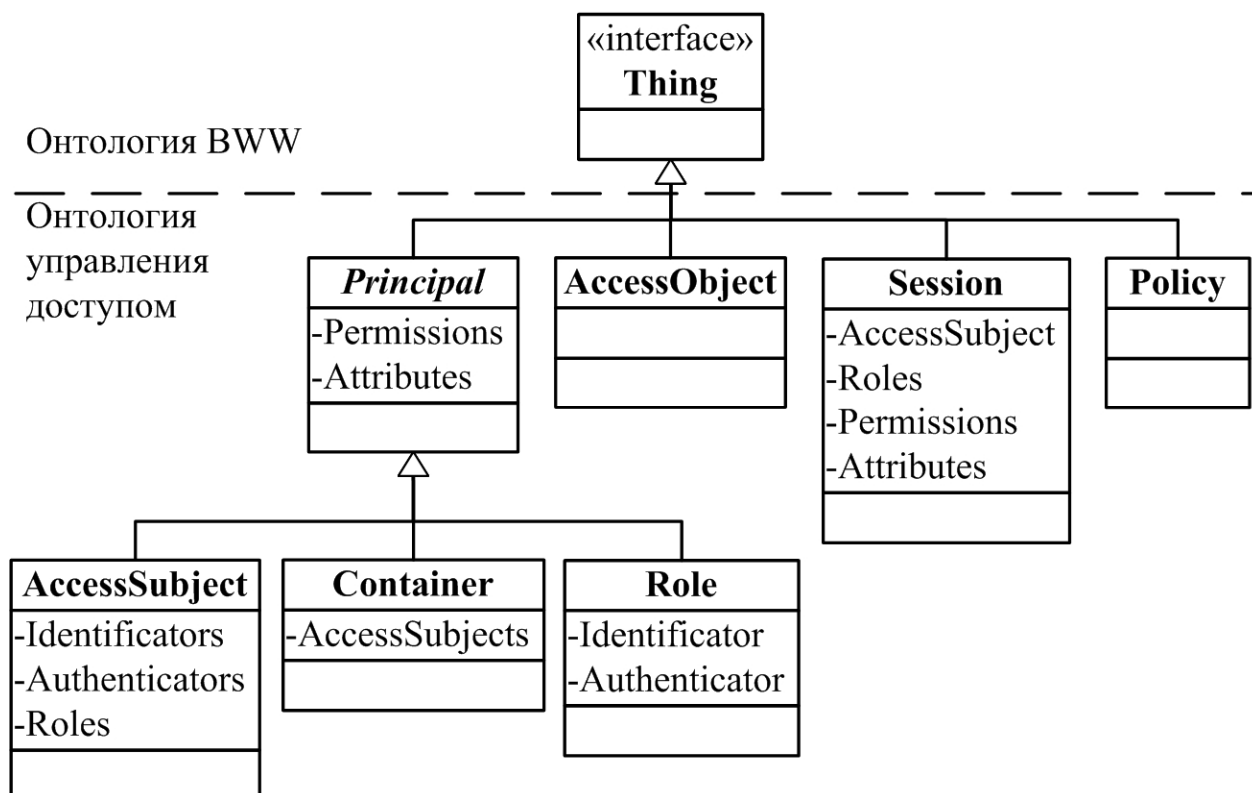 «interface»
Thing
Онтология BWW
Онтология
управления
доступом
Principal
-Permissions
-Attributes
AccessObject
Session
-AccessSubject
-Roles
-Permissions
-Attributes
Policy
AccessSubject
-Identificators
-Authenticators
-Roles
Container
-AccessSubjects
Role
-Identificator
-Authenticator